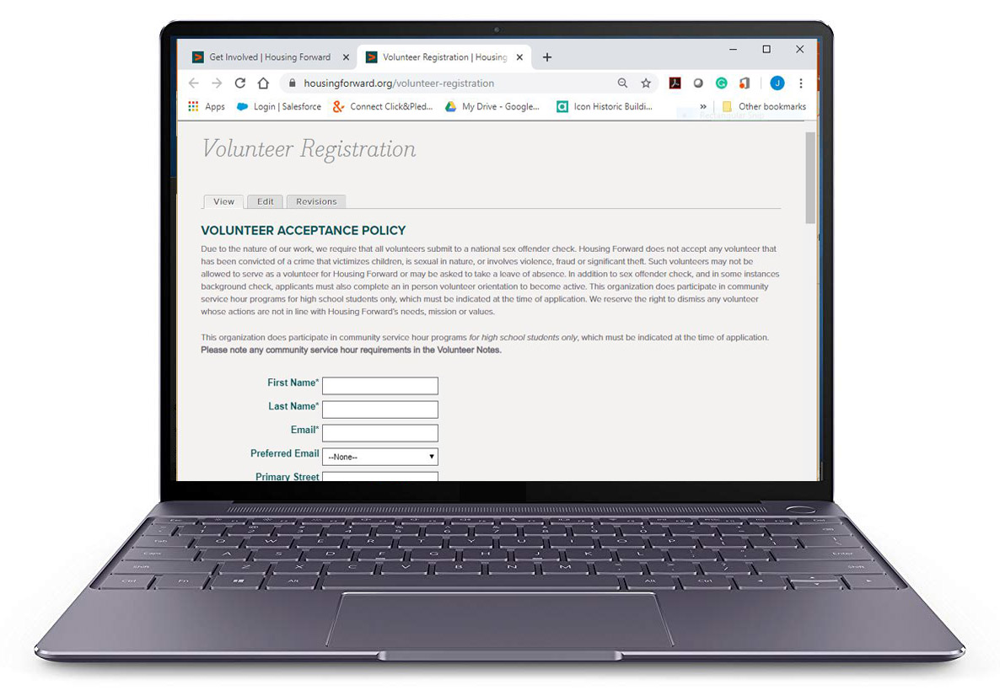 Get Involved | Housing Forward
Volunteer Registration | Housing
housingforward.org/volunteer-registration
J
Apps
Login | Salesforce
Connect Click&Pled...
My Drive - Google...
Icon Historic Buildi...
»
Other bookmarks
Volunteer Registration
View
Edit
Revisions
VOLUNTEER ACCEPTANCE POLICY
Due to the nature of our work, we require that all volunteers submit to a national sex offender check. Housing Forward does not accept any volunteer that
has been convicted of a crime that victimizes children, is sexual in nature, or involves violence, fraud or significant theft. Such volunteers may not be
allowed to serve as a volunteer for Housing Forward or may be asked to take a leave of absence. In addition to sex offender check, and in some instances
background check, applicants must also complete an in person volunteer orientation to become active. This organization does participate in community
service hour programs for high school students only, which must be indicated at the time of application. We reserve the right to dismiss any volunteer
whose actions are not in line with Housing Forward's needs, mission or values.
This organization does participate in community service hour programs for high school students only, which must be indicated at the time of application.
Please note any community service hour requirements in the Volunteer Notes.
First Name*
Last Name*
Email*
Preferred Email
--None--
Primary Street
Q W E R T Y U I O P
Caps A S D F G H J K L Enter
Shift Z X C V B N M Shift
Ctrl Fn Alt Alt Ctrl